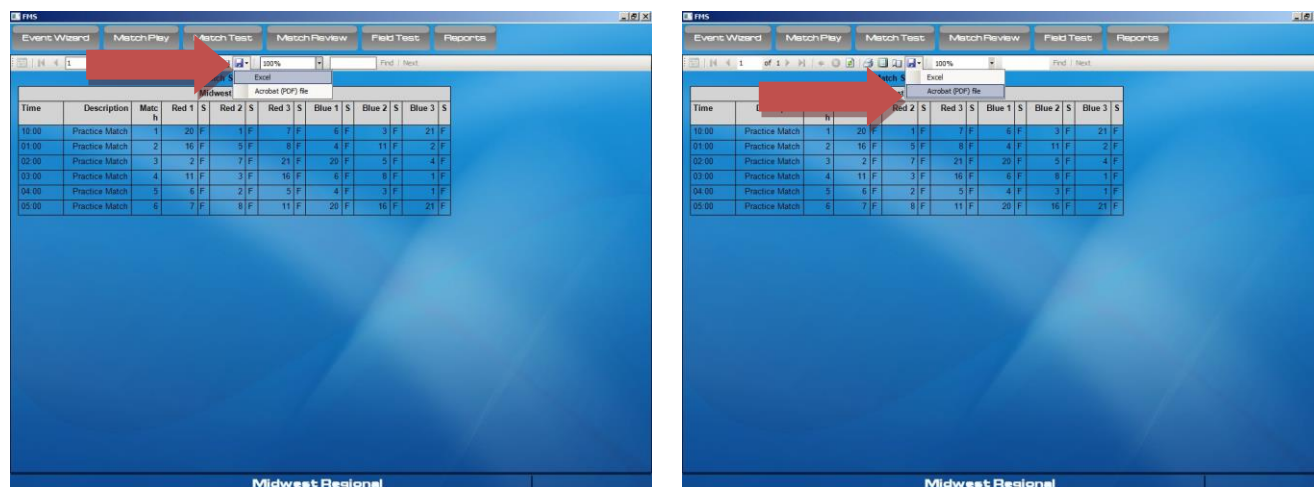 FMS
Event Wizard Match Play Match Test Match Review Field Test Reports
1 100% Find | Next
Excel
Acrobat (PDF) file
Midwest
Time Description Match Red 1 S Red 2 S Red 3 S Blue 1 S Blue 2 S Blue 3 S
10:00 Practice Match 1 20 F 1 F 7 F 6 F 3 F 21 F
01:00 Practice Match 2 16 F 5 F 8 F 4 F 11 F 2 F
02:00 Practice Match 3 2 F 7 F 21 F 20 F 5 F 4 F
03:00 Practice Match 4 11 F 3 F 16 F 6 F 8 F 1 F
04:00 Practice Match 5 6 F 2 F 5 F 4 F 3 F 1 F
05:00 Practice Match 6 7 F 8 F 11 F 20 F 16 F 21 F
Midwest Regional
FMS
Event Wizard Match Play Match Test Match Review Field Test Reports
1 of 1 100% Find | Next
Excel
Acrobat (PDF) file
Time Red 2 S Red 3 S Blue 1 S Blue 2 S Blue 3 S
10:00 Practice Match 1 20 F 1 F 7 F 6 F 3 F 21 F
01:00 Practice Match 2 16 F 5 F 8 F 4 F 11 F 2 F
02:00 Practice Match 3 2 F 7 F 21 F 20 F 5 F 4 F
03:00 Practice Match 4 11 F 3 F 16 F 6 F 8 F 1 F
04:00 Practice Match 5 6 F 2 F 5 F 4 F 3 F 1 F
05:00 Practice Match 6 7 F 8 F 11 F 20 F 16 F 21 F
Midwest Regional